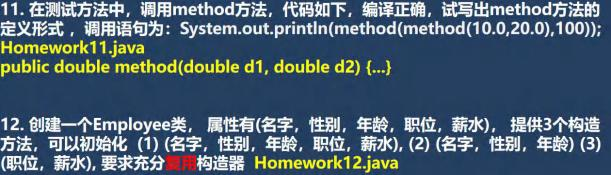 11. 在测试方法中，调用method方法，代码如下，编译正确，试写出method方法的
定义形式 ，调用语句为：System.out.println(method(method(10.0,20.0),100));
Homework11.java
public double method(double d1, double d2) {...}
12. 创建一个Employee类， 属性有(名字，性别，年龄，职位，薪水)， 提供3个构造
方法，可以初始化 (1) (名字，性别，年龄，职位，薪水), (2) (名字，性别，年龄) (3)
(职位，薪水), 要求充分复用构造器 Homework12.java